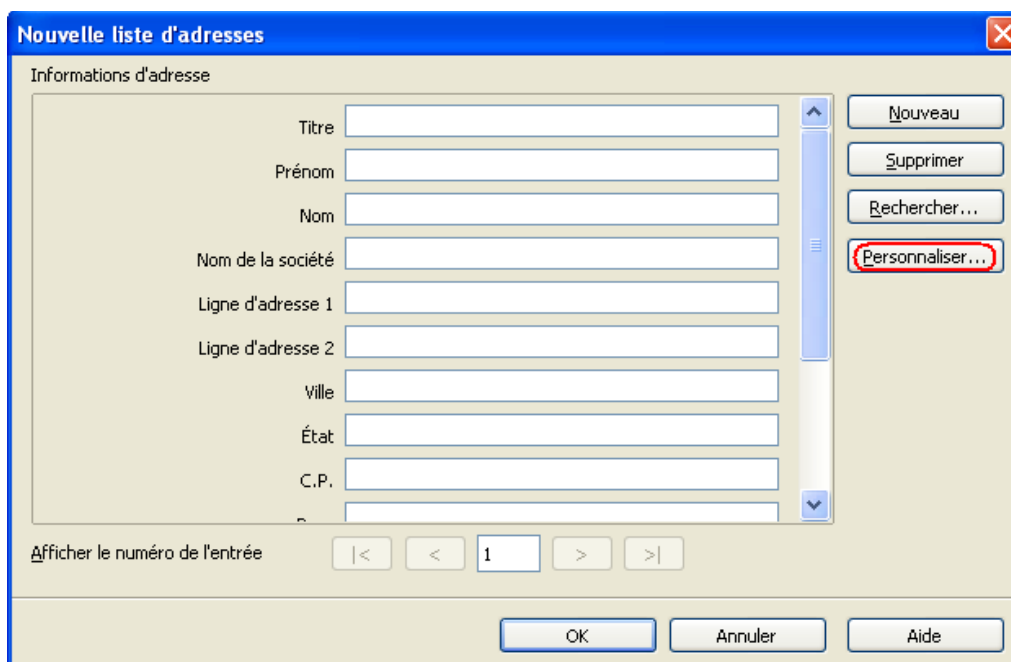 Nouvelle liste d'adresses
Informations d'adresse
Titre
Prénom
Nom
Nom de la société
Ligne d'adresse 1
Ligne d'adresse 2
Ville
État
C.P.
Nouveau
Supprimer
Rechercher...
Personnaliser...
Afficher le numéro de l'entrée |< < 1 > >|
OK Annuler Aide